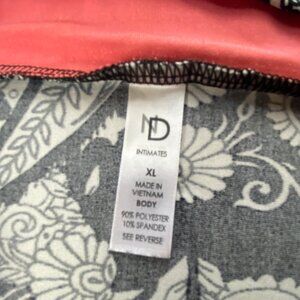 ND
INTIMATES
XL
MADE IN
VIETNAM
BODY
90% POLYESTER
10% SPANDEX
SEE REVERSE